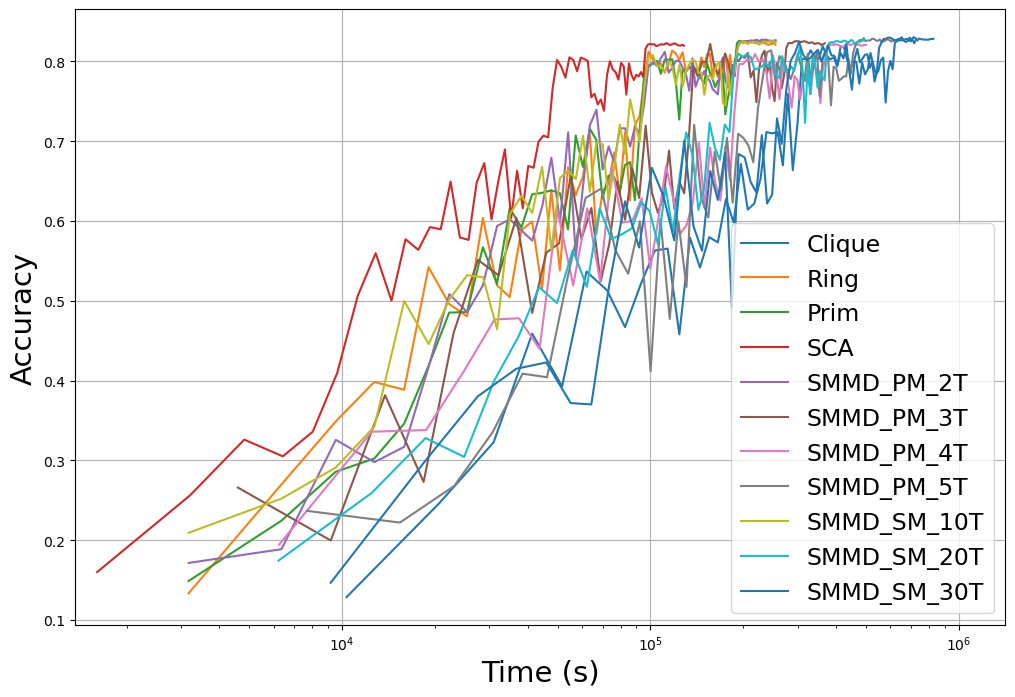 0.8
0.7
0.6
0.5
0.4
0.3
0.2
0.1
Accuracy
10⁴
10⁵
10⁶
Time (s)
Clique
Ring
Prim
SCA
SMMD_PM_2T
SMMD_PM_3T
SMMD_PM_4T
SMMD_PM_5T
SMMD_SM_10T
SMMD_SM_20T
SMMD_SM_30T